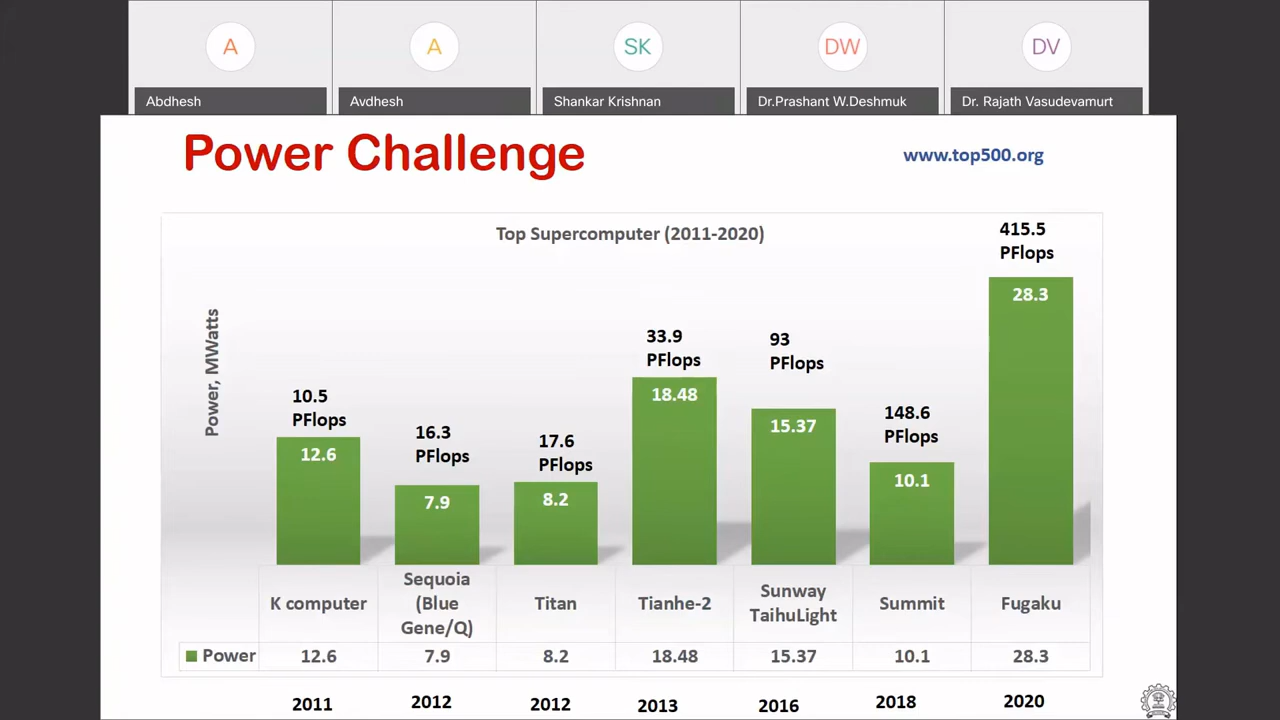 A
A
SK
DW
DV
Abdhesh
Avdhesh
Shankar Krishnan
Dr.Prashant W.Deshmuk
Dr. Rajath Vasudevamurt
Power Challenge
www.top500.org
Top Supercomputer (2011-2020)
Power, MWatts
10.5
PFlops
16.3
PFlops
17.6
PFlops
33.9
PFlops
93
PFlops
148.6
PFlops
415.5
PFlops
12.6
7.9
8.2
18.48
15.37
10.1
28.3
K computer
Sequoia
(Blue
Gene/Q)
Titan
Tianhe-2
Sunway
TaihuLight
Summit
Fugaku
Power 12.6 7.9 8.2 18.48 15.37 10.1 28.3
2011 2012 2012 2013 2016 2018 2020